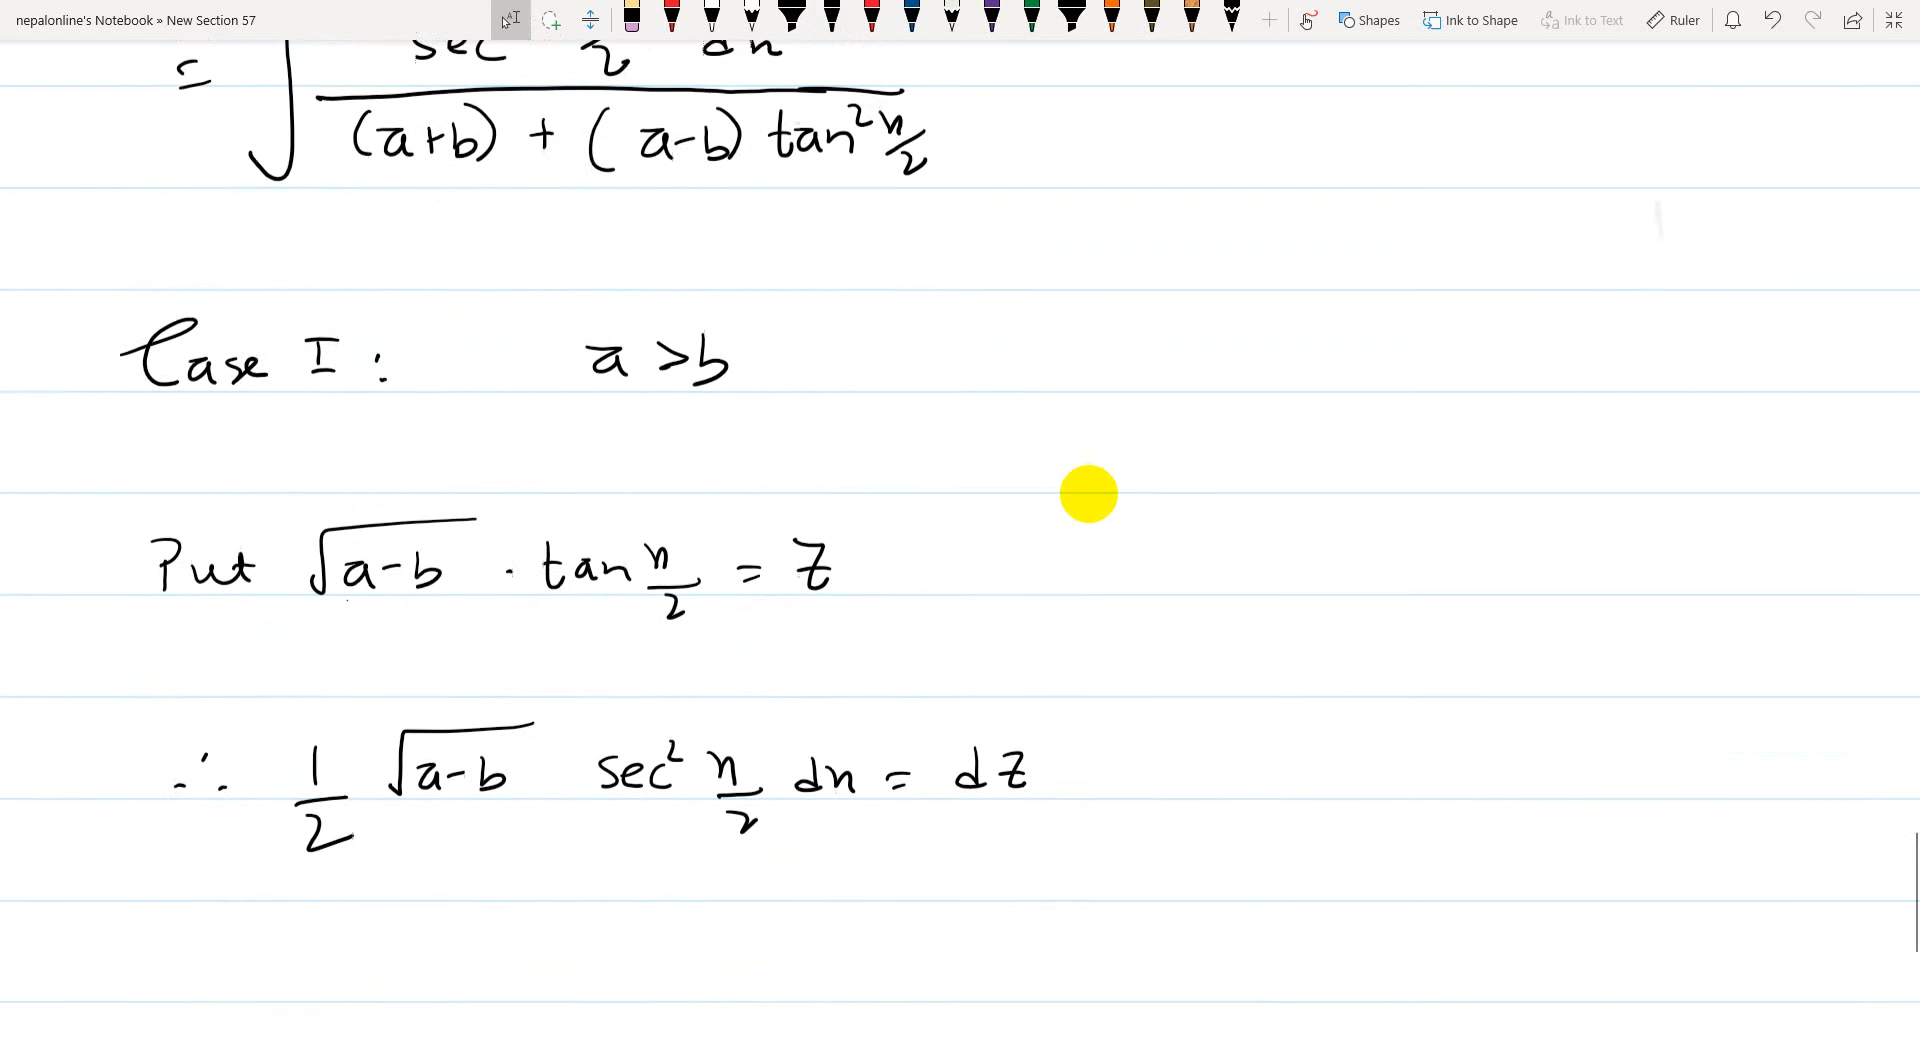 nepalonline's Notebook » New Section 57
Shapes Ink to Shape Ink to Text Ruler
= ∫ sec² x/2 dx / ((a+b) + (a-b) tan² x/2)
Case I : a > b
Put √(a-b) · tan x/2 = Z
∴ 1/2 √(a-b) sec² x/2 dx = dZ